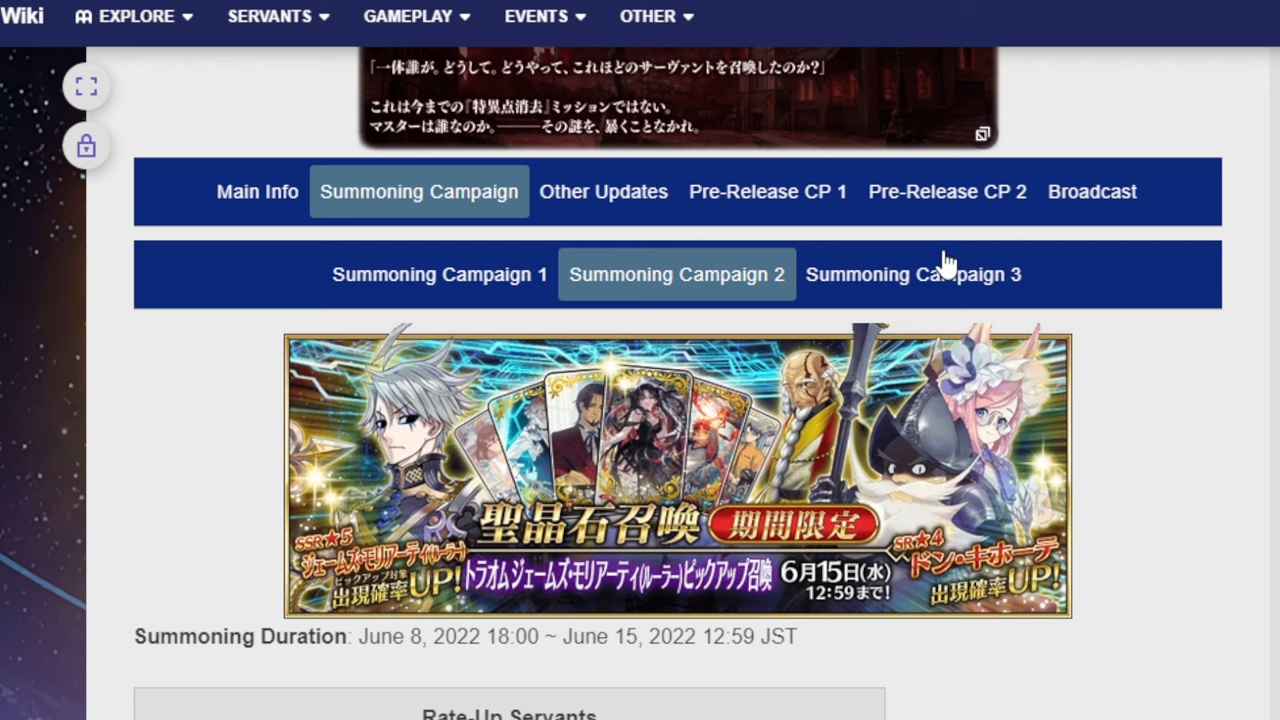 Wiki EXPLORE SERVANTS GAMEPLAY EVENTS OTHER
「一体誰が。どうして。どうやって、これほどのサーヴァントを召喚したのか?」
これは今までの『特異点消去』ミッションではない。
マスターは誰なのか。———その謎を、暴くことなかれ。
Main Info Summoning Campaign Other Updates Pre-Release CP 1 Pre-Release CP 2 Broadcast
Summoning Campaign 1 Summoning Campaign 2 Summoning Campaign 3
聖晶石召喚 期間限定
SSR★5
ジェームズ・モリアーティ(ルーラー)
ピックアップ対象
出現確率UP!
トラオム ジェームズ・モリアーティ(ルーラー)ピックアップ召喚
6月15日(水)
12:59まで!
SR★4
ドン・キホーテ
出現確率UP!
Summoning Duration: June 8, 2022 18:00 ~ June 15, 2022 12:59 JST
Rate-Up Servants